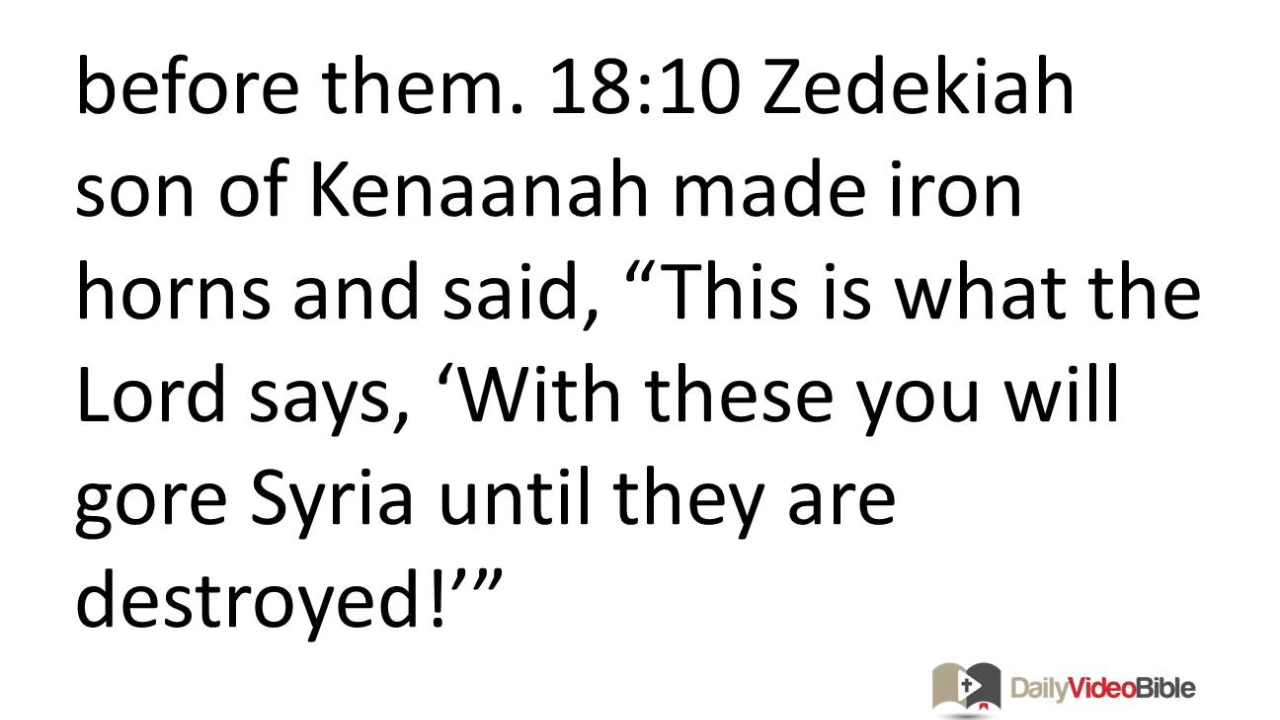 before them. 18:10 Zedekiah
son of Kenaanah made iron
horns and said, “This is what the
Lord says, ‘With these you will
gore Syria until they are
destroyed!’”
DailyVideoBible